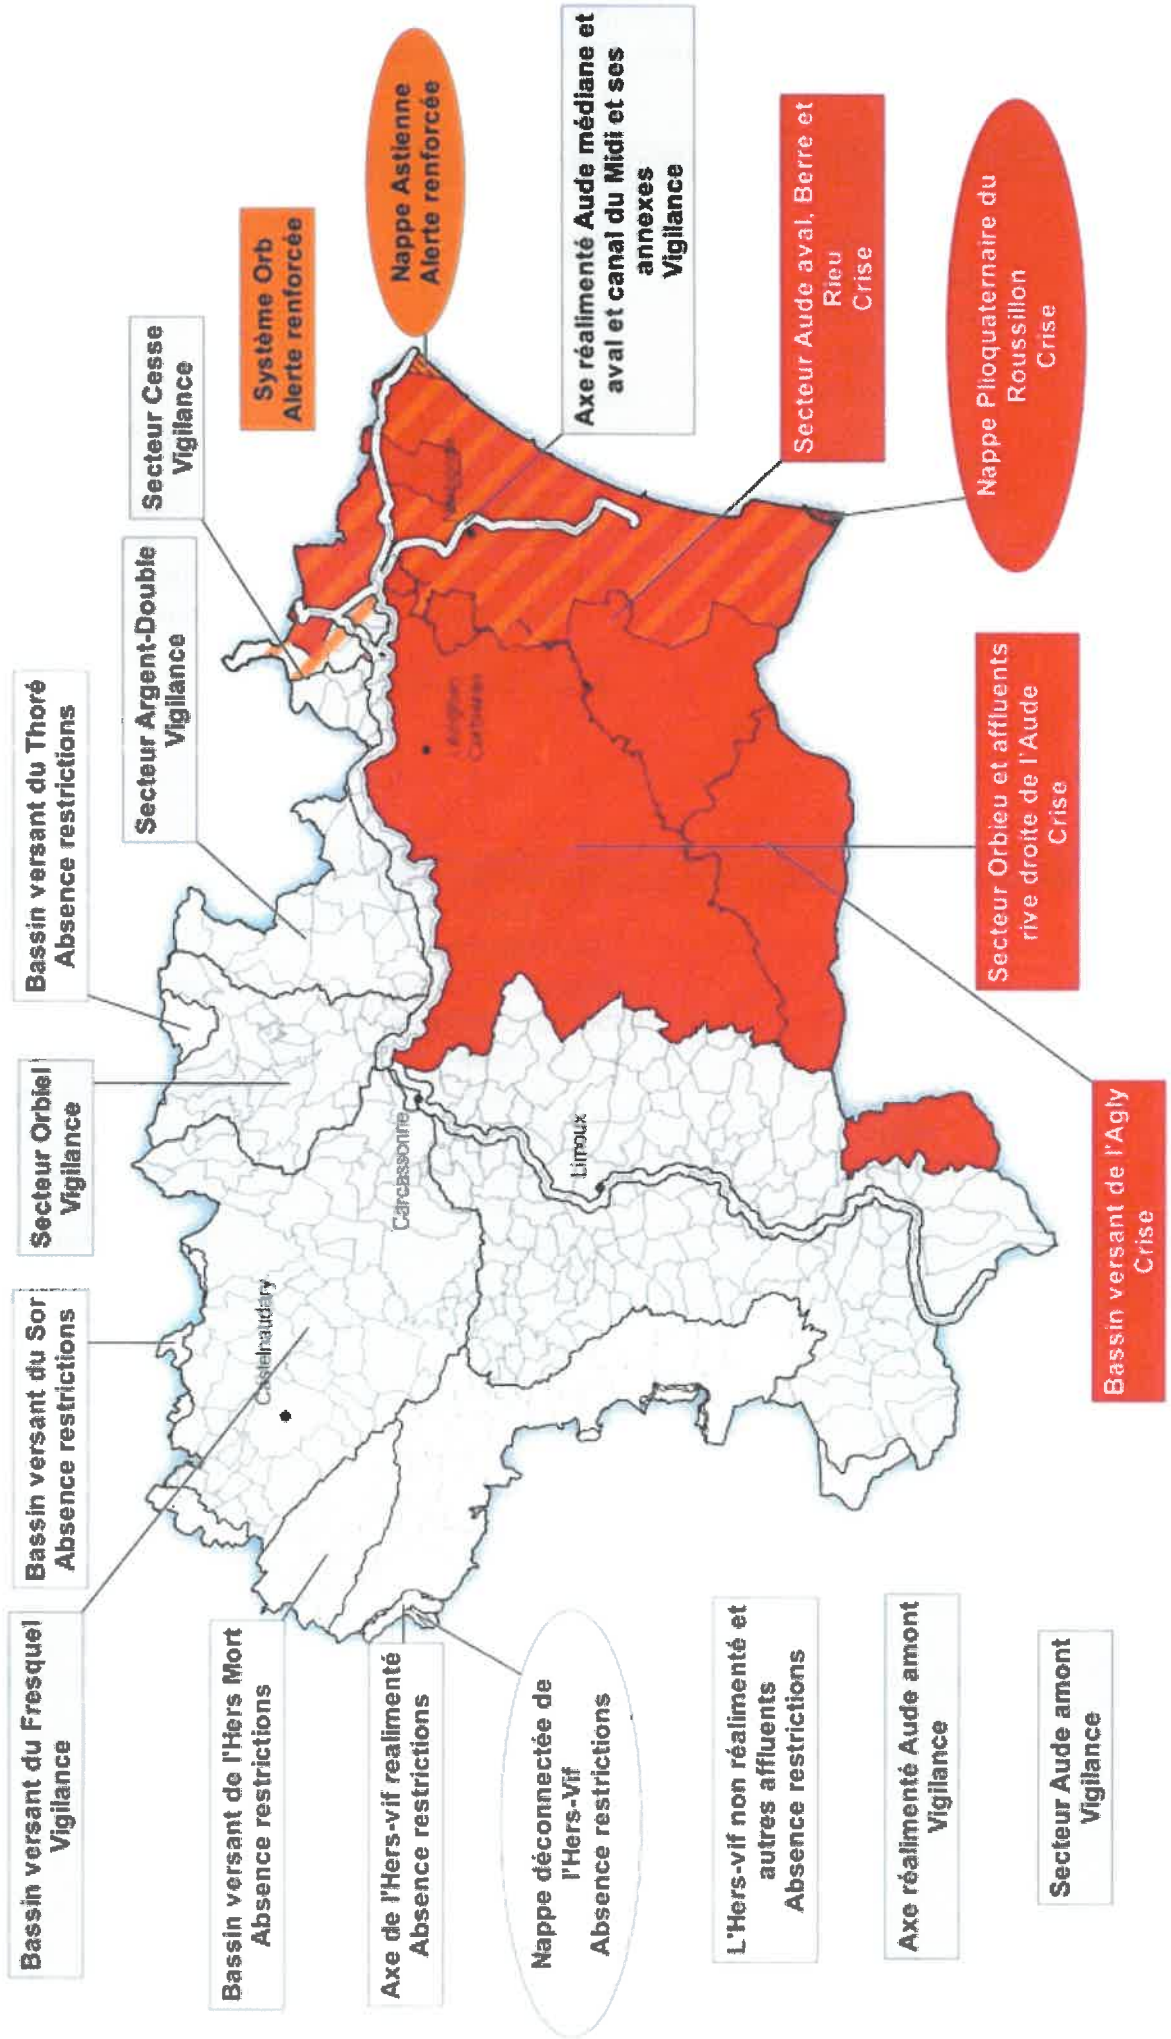 Bassin versant du Fresquel
Vigilance
Bassin versant du Sor
Absence restrictions
Secteur Orbiel
Vigilance
Bassin versant du Thoré
Absence restrictions
Secteur Argent-Double
Vigilance
Secteur Cesse
Vigilance
Système Orb
Alerte renforcée
Nappe Astienne
Alerte renforcée
Axe réalimenté Aude médiane et
aval et canal du Midi et ses
annexes
Vigilance
Secteur Aude aval, Berre et
Rieu
Crise
Nappe Plioquaternaire du
Roussillon
Crise
Secteur Orbieu et affluents
rive droite de l'Aude
Crise
Bassin versant de l'Agly
Crise
Bassin versant de l'Hers Mort
Absence restrictions
Axe de l'Hers-vif realimenté
Absence restrictions
Nappe déconnectée de
l'Hers-Vif
Absence restrictions
L'Hers-vif non réalimenté et
autres affluents
Absence restrictions
Axe réalimenté Aude amont
Vigilance
Secteur Aude amont
Vigilance
Castelnaudary
Carcassonne
Limoux